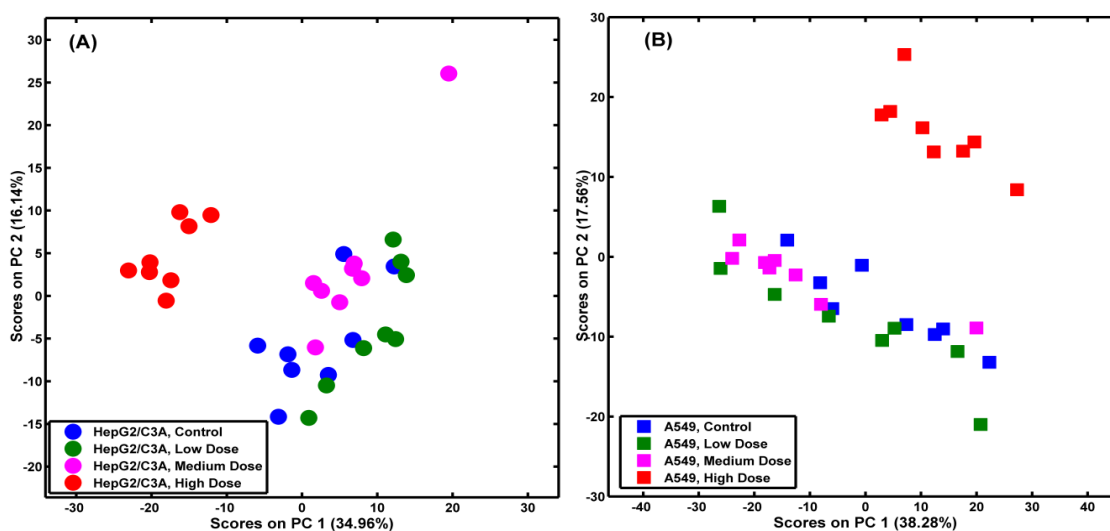 (A)
Scores on PC 2 (16.14%)
30
25
20
15
10
5
0
-5
-10
-15
-20
HepG2/C3A, Control
HepG2/C3A, Low Dose
HepG2/C3A, Medium Dose
HepG2/C3A, High Dose
-30
-20
-10
0
10
20
30
Scores on PC 1 (34.96%)
(B)
Scores on PC 2 (17.56%)
30
20
10
0
-10
-20
-30
A549, Control
A549, Low Dose
A549, Medium Dose
A549, High Dose
-40
-30
-20
-10
0
10
20
30
40
Scores on PC 1 (38.28%)